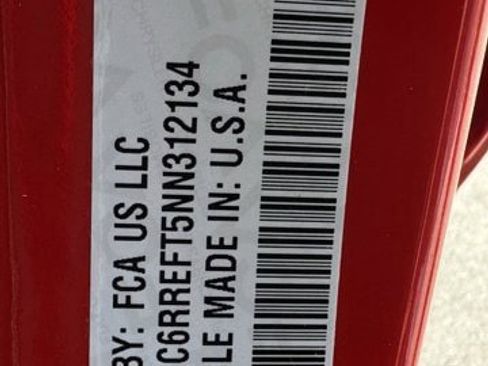 BY: FCA US LLC
C6RREFT5NN312134
LE MADE IN: U.S.A.